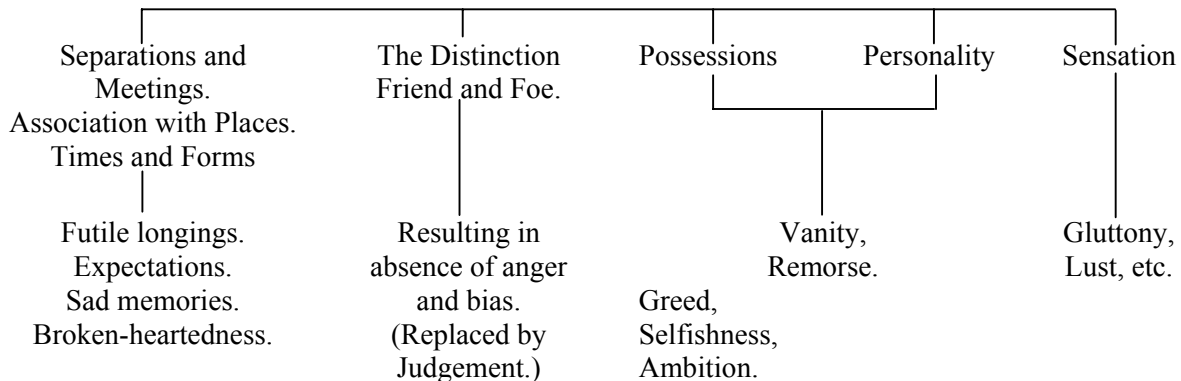 Separations and
Meetings.
Association with Places.
Times and Forms
The Distinction
Friend and Foe.
Possessions
Personality
Sensation
Futile longings.
Expectations.
Sad memories.
Broken-heartedness.
Resulting in
absence of anger
and bias.
(Replaced by
Judgement.)
Vanity,
Remorse.
Greed,
Selfishness,
Ambition.
Gluttony,
Lust, etc.